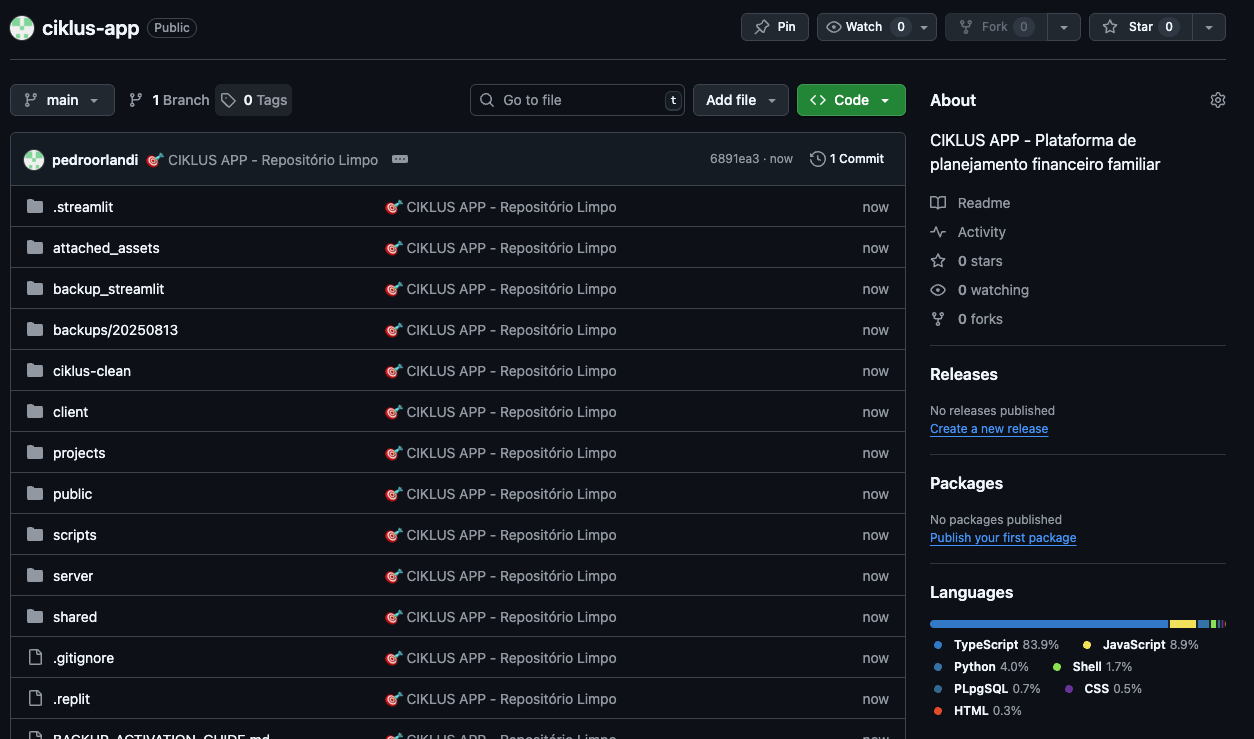 ciklus-app Public Pin Watch 0 Fork 0 Star 0
main 1 Branch 0 Tags Go to file t Add file Code
pedroorlandi 🎯 CIKLUS APP - Repositório Limpo 6891ea3 · now 1 Commit
.streamlit 🎯 CIKLUS APP - Repositório Limpo now
attached_assets 🎯 CIKLUS APP - Repositório Limpo now
backup_streamlit 🎯 CIKLUS APP - Repositório Limpo now
backups/20250813 🎯 CIKLUS APP - Repositório Limpo now
ciklus-clean 🎯 CIKLUS APP - Repositório Limpo now
client 🎯 CIKLUS APP - Repositório Limpo now
projects 🎯 CIKLUS APP - Repositório Limpo now
public 🎯 CIKLUS APP - Repositório Limpo now
scripts 🎯 CIKLUS APP - Repositório Limpo now
server 🎯 CIKLUS APP - Repositório Limpo now
shared 🎯 CIKLUS APP - Repositório Limpo now
.gitignore 🎯 CIKLUS APP - Repositório Limpo now
.replit 🎯 CIKLUS APP - Repositório Limpo now
BACKUP_ACTIVATION_GUIDE.md 🎯 CIKLUS APP - Repositório Limpo now
About
CIKLUS APP - Plataforma de
planejamento financeiro familiar
Readme
Activity
0 stars
0 watching
0 forks
Releases
No releases published
Create a new release
Packages
No packages published
Publish your first package
Languages
TypeScript 83.9% JavaScript 8.9%
Python 4.0% Shell 1.7%
PLpgSQL 0.7% CSS 0.5%
HTML 0.3%